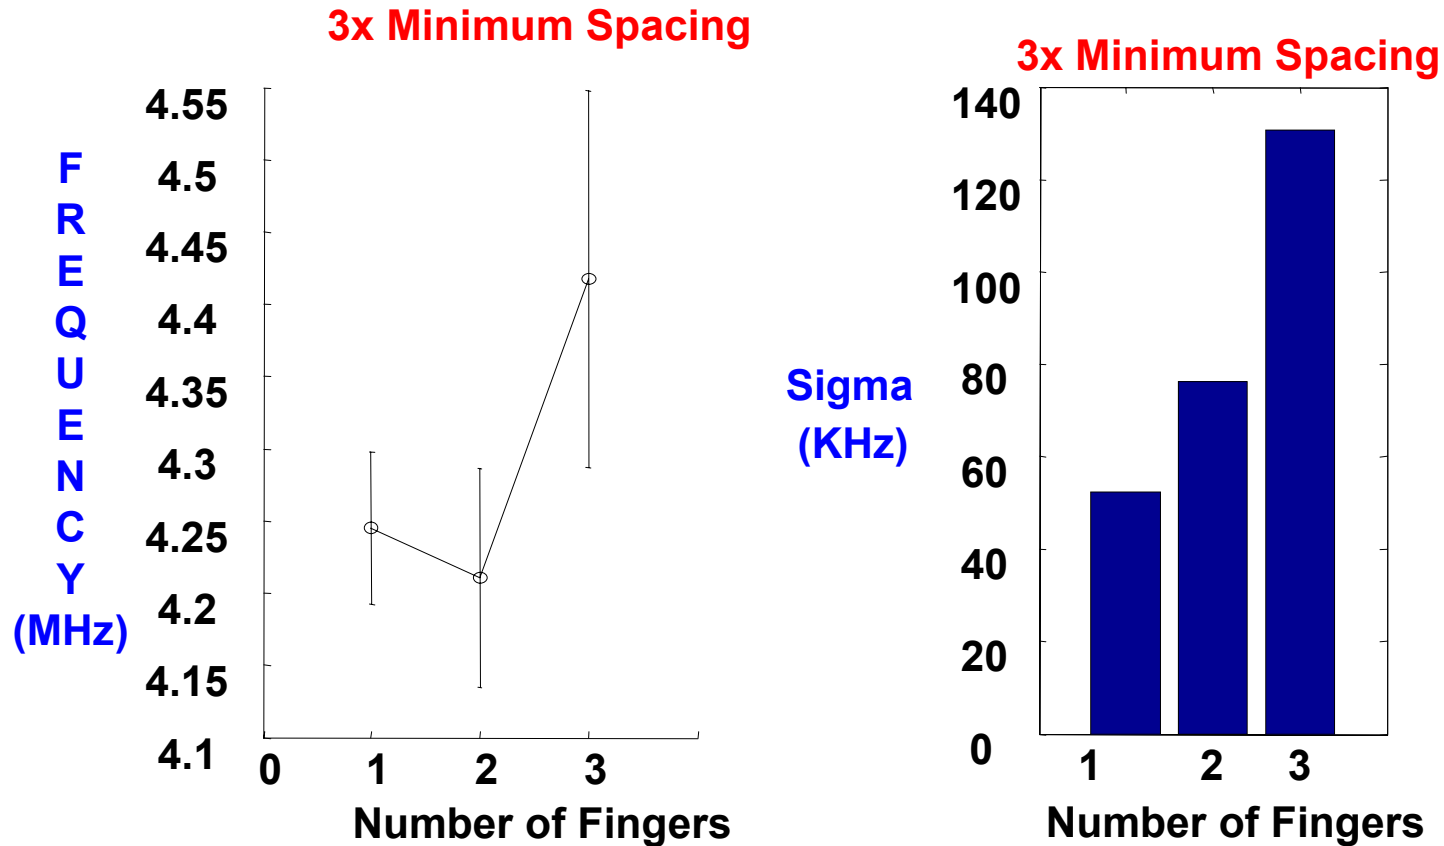 3x Minimum Spacing
F
R
E
Q
U
E
N
C
Y
(MHz)
4.55
4.5
4.45
4.4
4.35
4.3
4.25
4.2
4.15
4.1
0 1 2 3
Number of Fingers
3x Minimum Spacing
Sigma
(KHz)
140
120
100
80
60
40
20
0
1 2 3
Number of Fingers